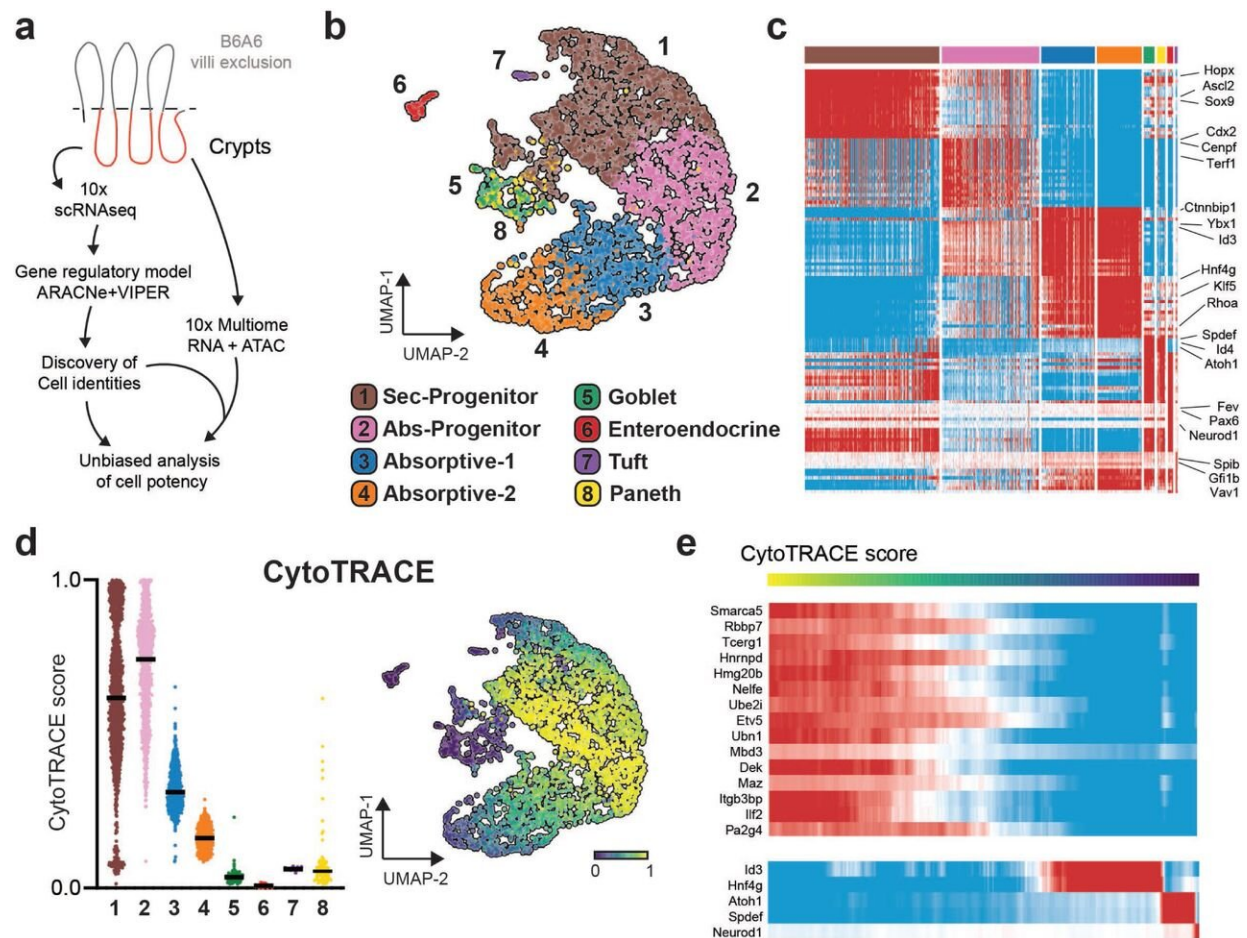 a
B6A6
villi exclusion
Crypts
10x
scRNAseq
Gene regulatory model
ARACNe+VIPER
10x Multiome
RNA + ATAC
Discovery of
Cell identities
Unbiased analysis
of cell potency
b
1
7
6
2
5
8
3
4
UMAP-1
UMAP-2
1 Sec-Progenitor
2 Abs-Progenitor
3 Absorptive-1
4 Absorptive-2
5 Goblet
6 Enteroendocrine
7 Tuft
8 Paneth
c
Hopx
Ascl2
Sox9
Cdx2
Cenpf
Terf1
Ctnnbip1
Ybx1
Id3
Hnf4g
Klf5
Rhoa
Spdef
Id4
Atoh1
Fev
Pax6
Neurod1
Spib
Gfi1b
Vav1
d
CytoTRACE
1.0
CytoTRACE score
0.0
1 2 3 4 5 6 7 8
UMAP-1
UMAP-2
0 1
e
CytoTRACE score
Smarca5
Rbbp7
Tcerg1
Hnrnpd
Hmg20b
Nelfe
Ube2i
Etv5
Ubn1
Mbd3
Dek
Maz
Itgb3bp
Ilf2
Pa2g4
Id3
Hnf4g
Atoh1
Spdef
Neurod1